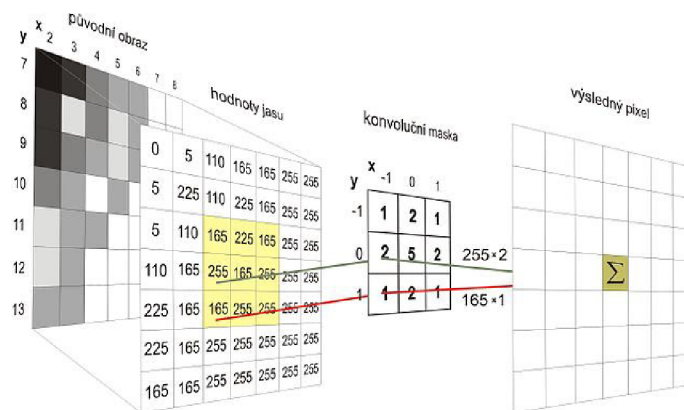 původní obraz
x
2 3 4 5 6 7 8
y
7
8
9
10
11
12
13
hodnoty jasu
0 5 110 165 165 255 255
5 225 110 225 165 255 255
5 110 165 225 165 255 255
110 165 255 165 255 255 255
225 165 165 255 255 255 255
225 165 255 255 255 255 255
165 165 255 255 255 255 255
konvoluční maska
x
-1 0 1
y
-1 1 2 1
0 2 5 2
1 1 2 1
255×2
165×1
výsledný pixel
Σ